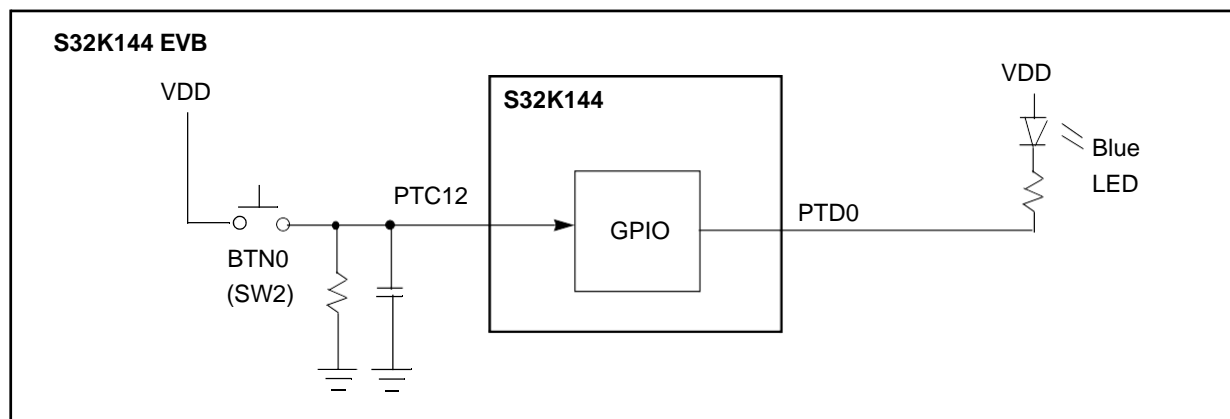 S32K144 EVB
VDD
BTN0
(SW2)
PTC12
S32K144
GPIO
PTD0
VDD
Blue
LED